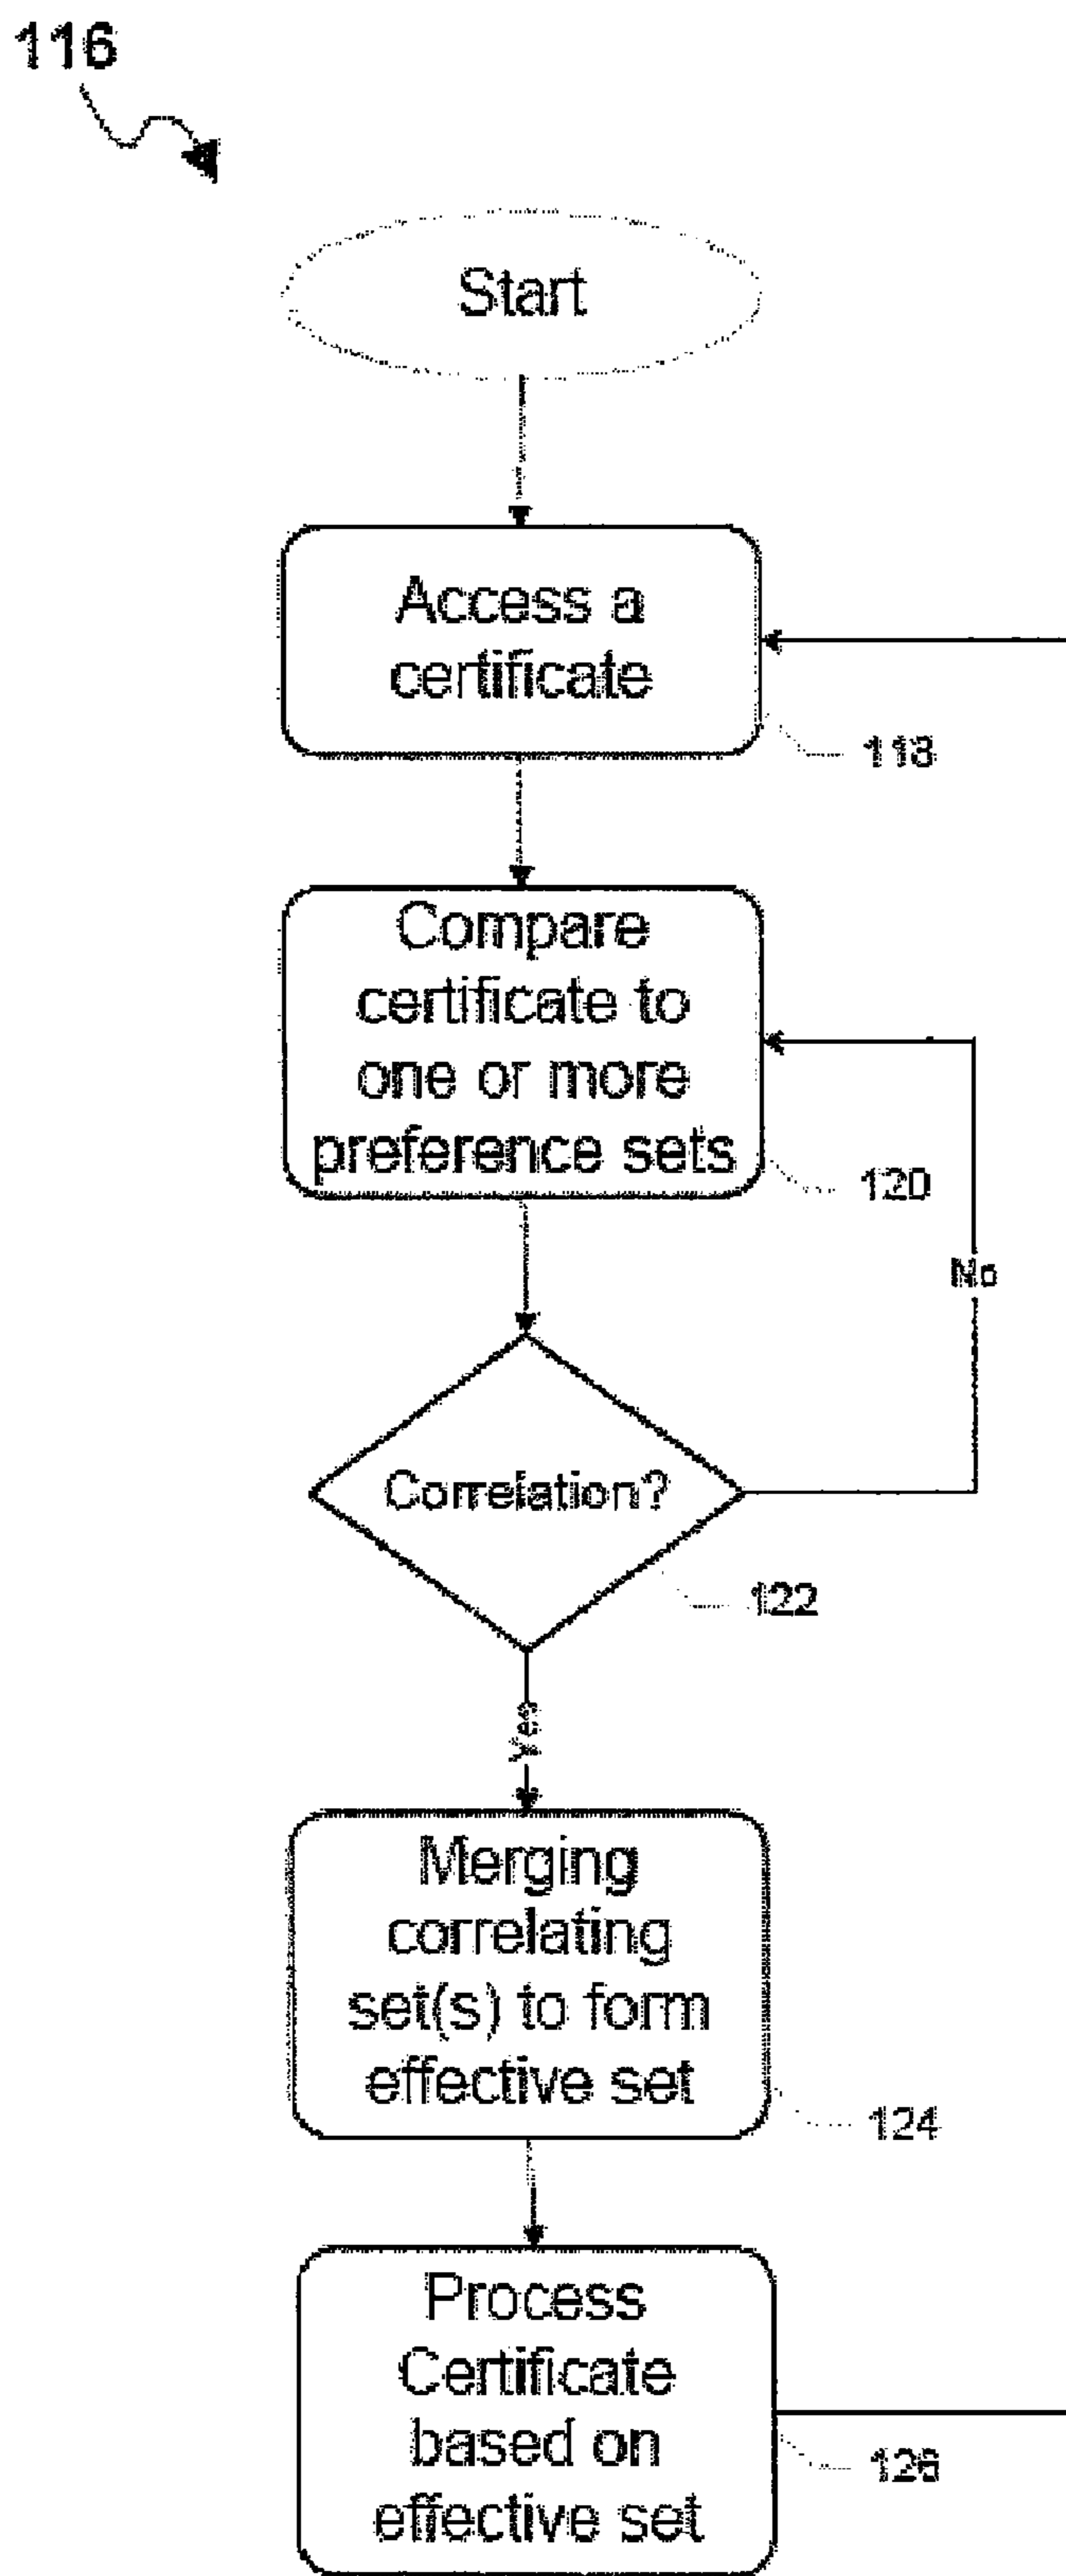 116
Start
Access a
certificate
118
Compare
certificate to
one or more
preference sets
120
No
Correlation?
122
Yes
Merging
correlating
set(s) to form
effective set
124
Process
Certificate
based on
effective set
126